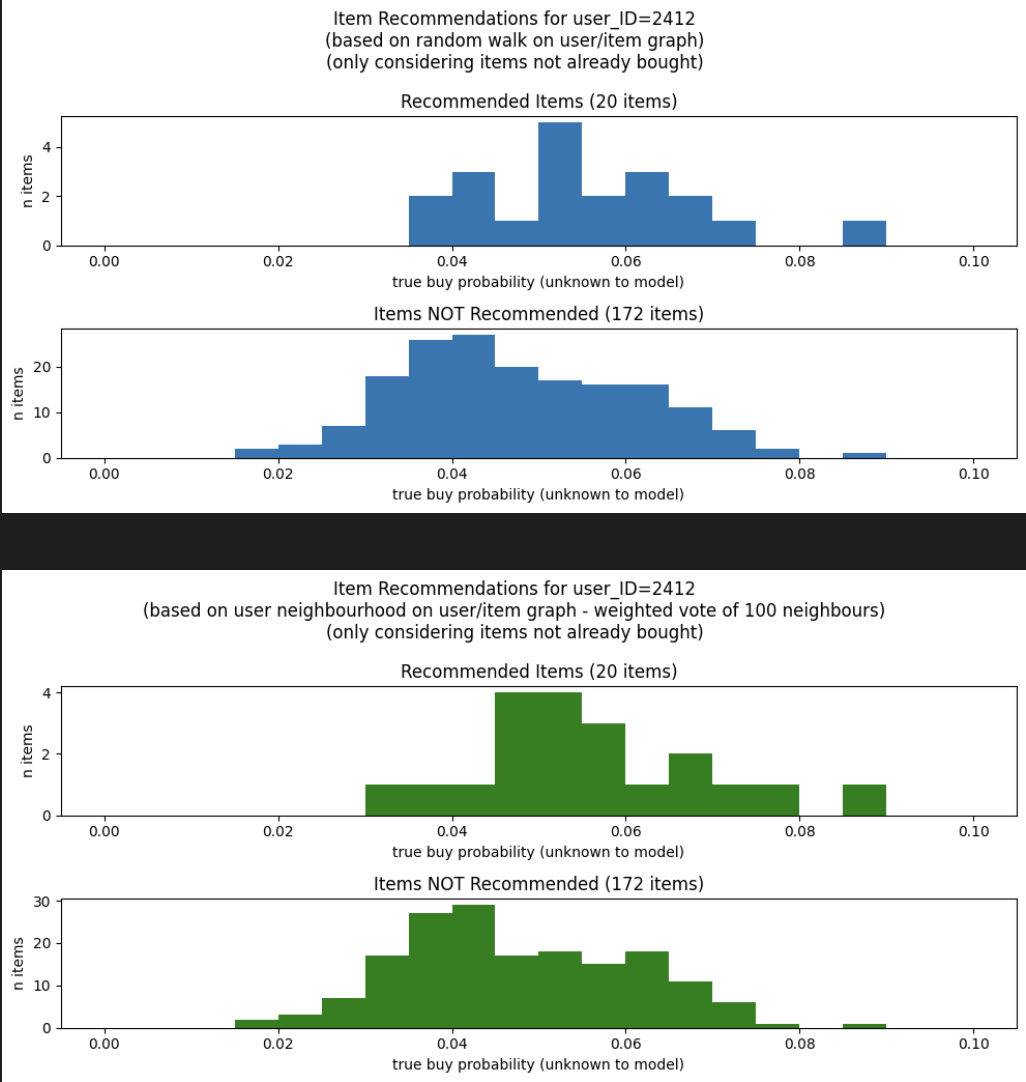 Item Recommendations for user_ID=2412
(based on random walk on user/item graph)
(only considering items not already bought)
Recommended Items (20 items)
n items
4
2
0
0.00 0.02 0.04 0.06 0.08 0.10
true buy probability (unknown to model)
Items NOT Recommended (172 items)
n items
20
10
0
0.00 0.02 0.04 0.06 0.08 0.10
true buy probability (unknown to model)
Item Recommendations for user_ID=2412
(based on user neighbourhood on user/item graph - weighted vote of 100 neighbours)
(only considering items not already bought)
Recommended Items (20 items)
n items
4
2
0
0.00 0.02 0.04 0.06 0.08 0.10
true buy probability (unknown to model)
Items NOT Recommended (172 items)
n items
30
20
10
0
0.00 0.02 0.04 0.06 0.08 0.10
true buy probability (unknown to model)